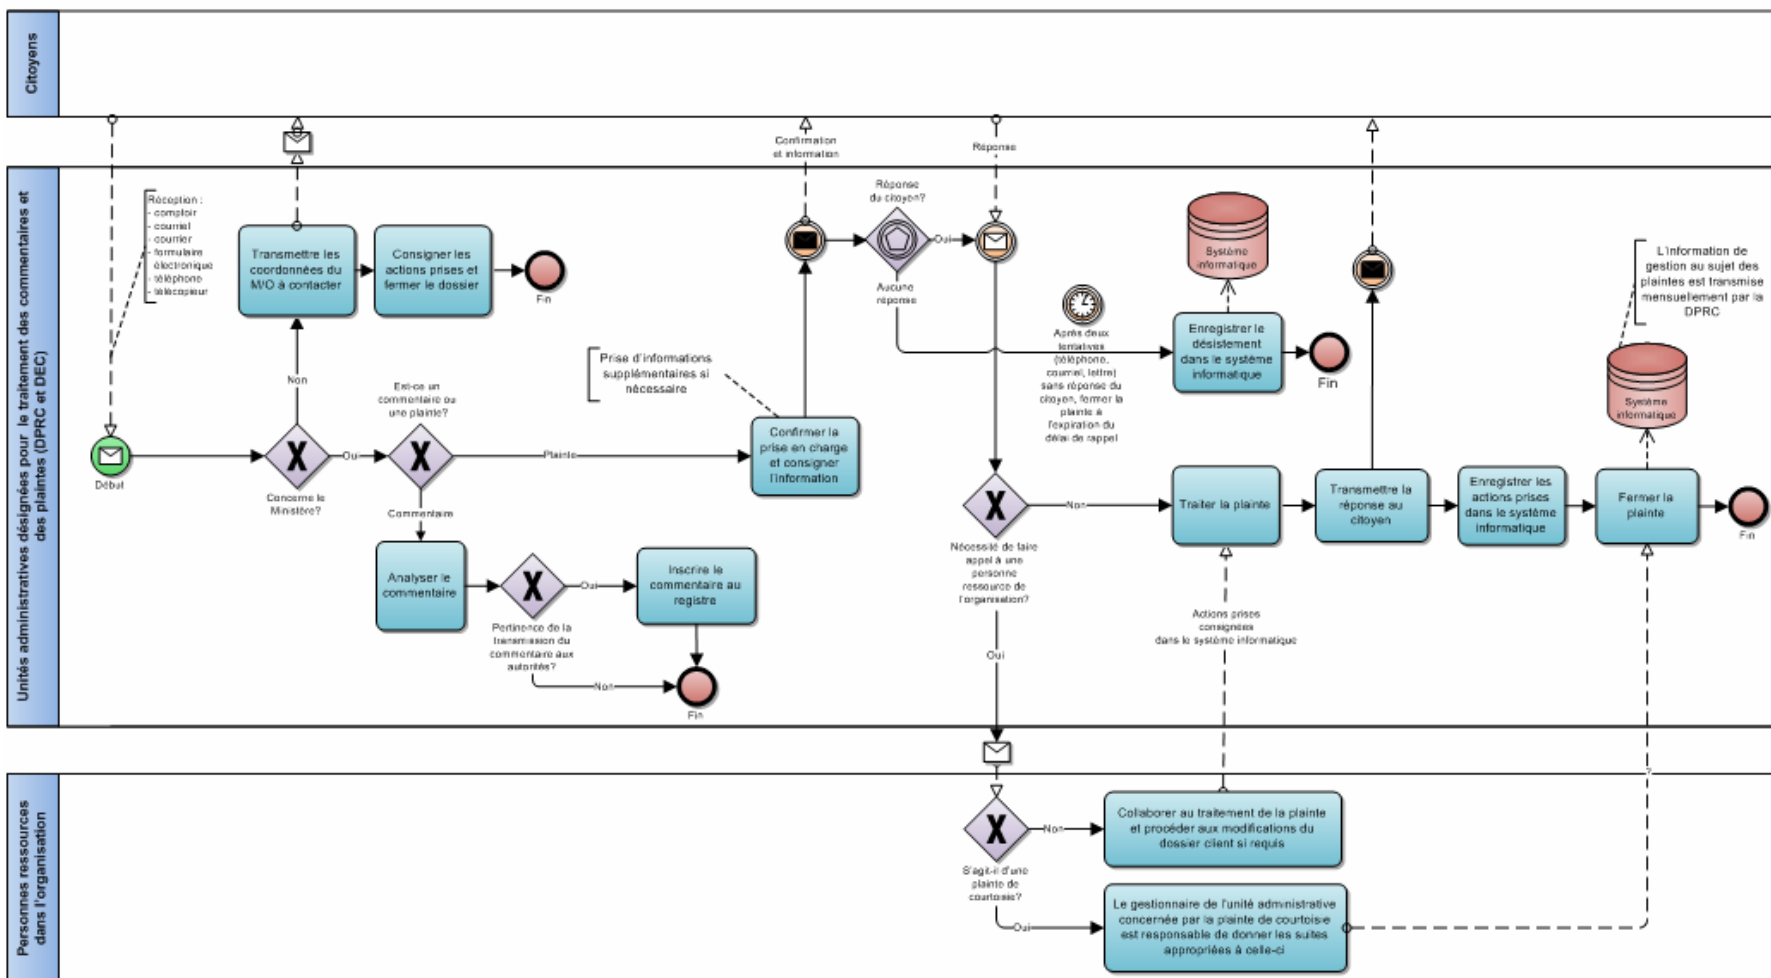 Citoyens
Confirmation
et information
Réponse
Unités administratives désignées pour le traitement des commentaires et
des plaintes (DPRC et DEC)
Réception :
- comptoir
- courriel
- courrier
- formulaire
électronique
- téléphone
- télécopieur
Transmettre les
coordonnées du
M/O à contacter
Consigner les
actions prises et
fermer le dossier
Fin
Non
Est-ce un
commentaire ou
une plainte?
Début
Concerne le
Ministère?
Oui
Plainte
Commentaire
Analyser le
commentaire
Pertinence de la
transmission du
commentaire aux
autorités?
Oui
Non
Inscrire le
commentaire au
registre
Fin
Prise d'informations
supplémentaires si
nécessaire
Confirmer la
prise en charge
et consigner
l'information
Réponse
du citoyen?
Oui
Aucune
réponse
Après deux
tentatives
(téléphone,
courriel, lettre)
sans réponse du
citoyen, fermer la
plainte à
l'expiration du
délai de rappel
Système
informatique
Enregistrer le
désistement
dans le système
informatique
Fin
L'information de
gestion au sujet des
plaintes est transmise
mensuellement par la
DPRC
Système
informatique
Nécessité de faire
appel à une
personne
ressource de
l'organisation?
Non
Oui
Traiter la plainte
Transmettre la
réponse au
citoyen
Enregistrer les
actions prises
dans le système
informatique
Fermer la
plainte
Fin
Actions prises
consignées
dans le système informatique
Personnes ressources
dans l'organisation
S'agit-il d'une
plainte de
courtoisie?
Non
Oui
Collaborer au traitement de la plainte
et procéder aux modifications du
dossier client si requis
Le gestionnaire de l'unité administrative
concernée par la plainte de courtoisie
est responsable de donner les suites
appropriées à celle-ci
?